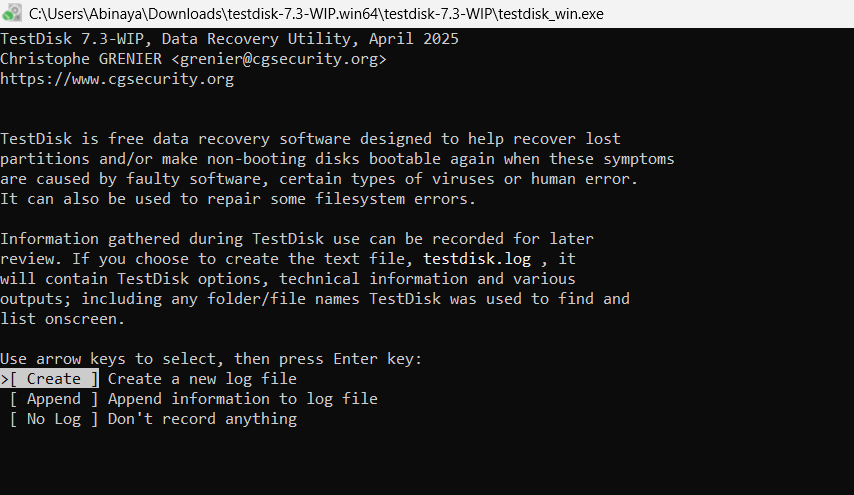 C:\Users\Abinaya\Downloads\testdisk-7.3-WIP.win64\testdisk-7.3-WIP\testdisk_win.exe
TestDisk 7.3-WIP, Data Recovery Utility, April 2025
Christophe GRENIER <grenier@cgsecurity.org>
https://www.cgsecurity.org
TestDisk is free data recovery software designed to help recover lost
partitions and/or make non-booting disks bootable again when these symptoms
are caused by faulty software, certain types of viruses or human error.
It can also be used to repair some filesystem errors.
Information gathered during TestDisk use can be recorded for later
review. If you choose to create the text file, testdisk.log , it
will contain TestDisk options, technical information and various
outputs; including any folder/file names TestDisk was used to find and
list onscreen.
Use arrow keys to select, then press Enter key:
>[ Create ] Create a new log file
[ Append ] Append information to log file
[ No Log ] Don't record anything